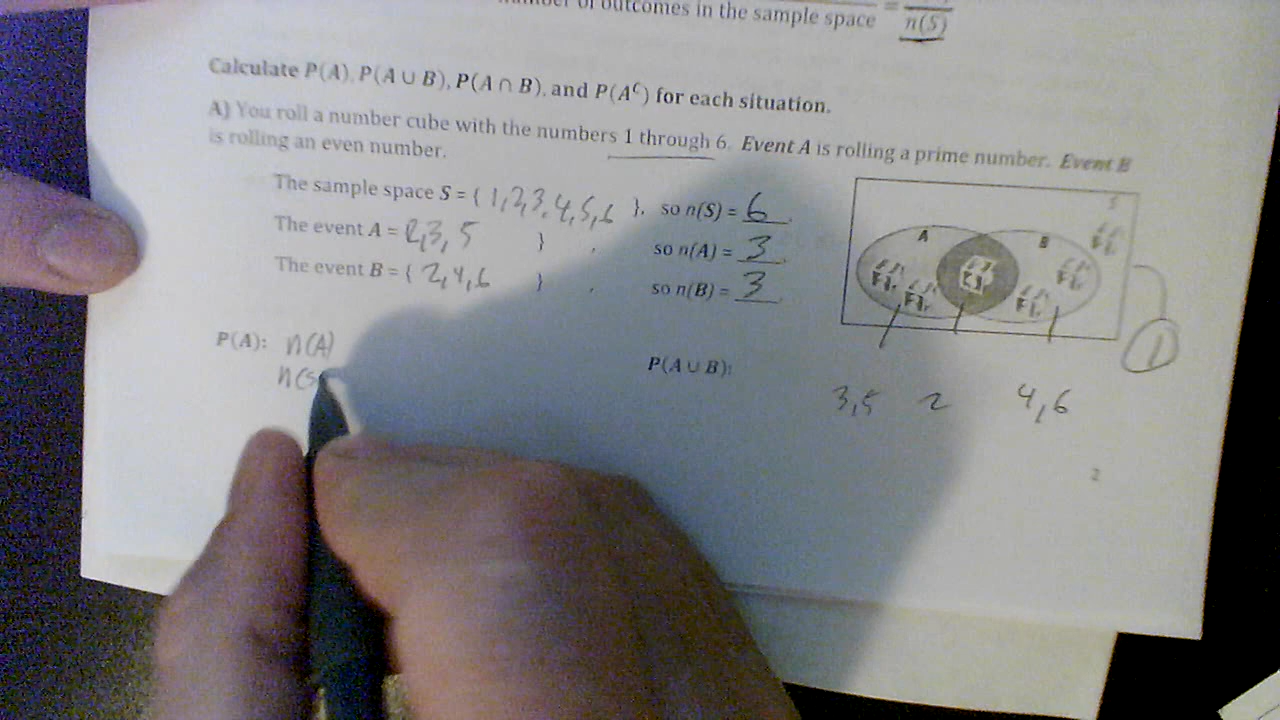 number of outcomes in the sample space = n(S)
Calculate P(A), P(A ∪ B), P(A ∩ B), and P(Aᶜ) for each situation.
A) You roll a number cube with the numbers 1 through 6. Event A is rolling a prime number. Event B
is rolling an even number.
The sample space S = { 1,2,3,4,5,6 }, so n(S) = 6.
The event A = 2,3,5 }, so n(A) = 3.
The event B = { 2,4,6 }, so n(B) = 3.
S
A B
1
P(A): n(A)
n(S
P(A ∪ B):
3,5 2 4,6
2